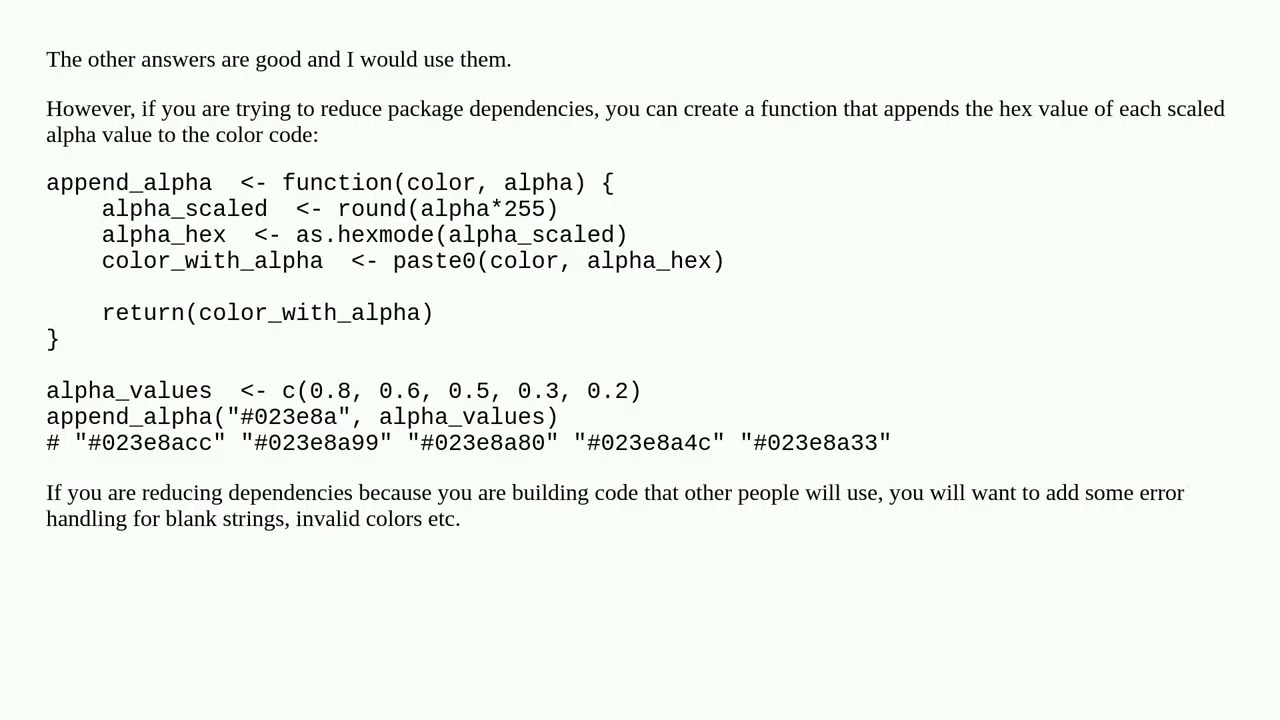 The other answers are good and I would use them.
However, if you are trying to reduce package dependencies, you can create a function that appends the hex value of each scaled
alpha value to the color code:
append_alpha  <- function(color, alpha) {
    alpha_scaled  <- round(alpha*255)
    alpha_hex  <- as.hexmode(alpha_scaled)
    color_with_alpha  <- paste0(color, alpha_hex)
    return(color_with_alpha)
}
alpha_values  <- c(0.8, 0.6, 0.5, 0.3, 0.2)
append_alpha("#023e8a", alpha_values)
# "#023e8acc" "#023e8a99" "#023e8a80" "#023e8a4c" "#023e8a33"
If you are reducing dependencies because you are building code that other people will use, you will want to add some error
handling for blank strings, invalid colors etc.